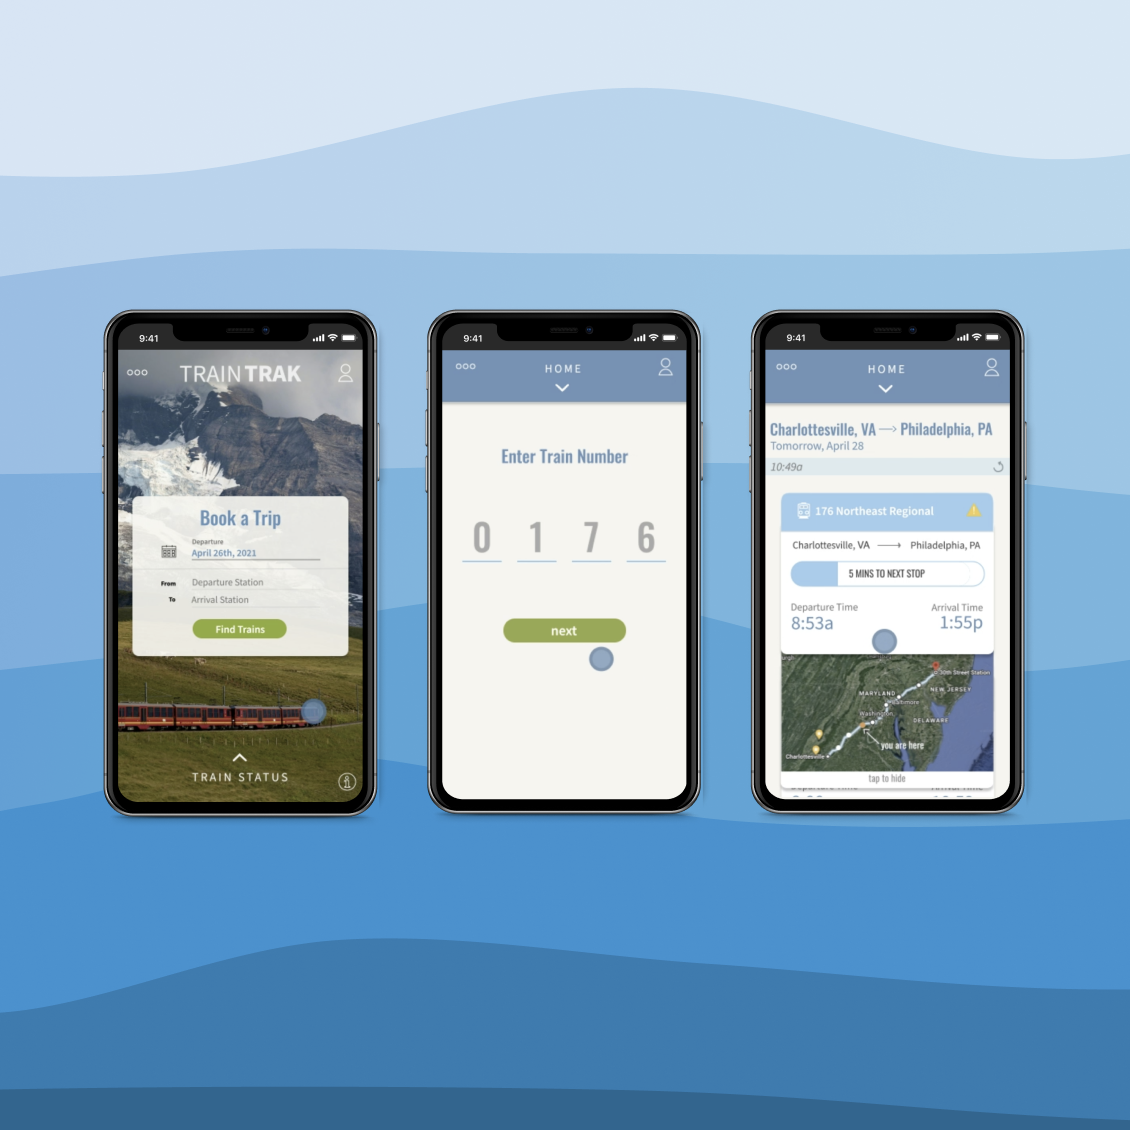 9:41
TRAINTRAK
Book a Trip
Departure
April 26th, 2021
From Departure Station
To Arrival Station
Find Trains
TRAIN STATUS
9:41
HOME
Enter Train Number
0 1 7 6
next
9:41
HOME
Charlottesville, VA → Philadelphia, PA
Tomorrow, April 28
10:49a
176 Northeast Regional
Charlottesville, VA → Philadelphia, PA
5 MINS TO NEXT STOP
Departure Time Arrival Time
8:53a 1:55p
30th Street Station
MARYLAND NEW JERSEY
Baltimore
Washington
DELAWARE
you are here
Charlottesville
tap to hide